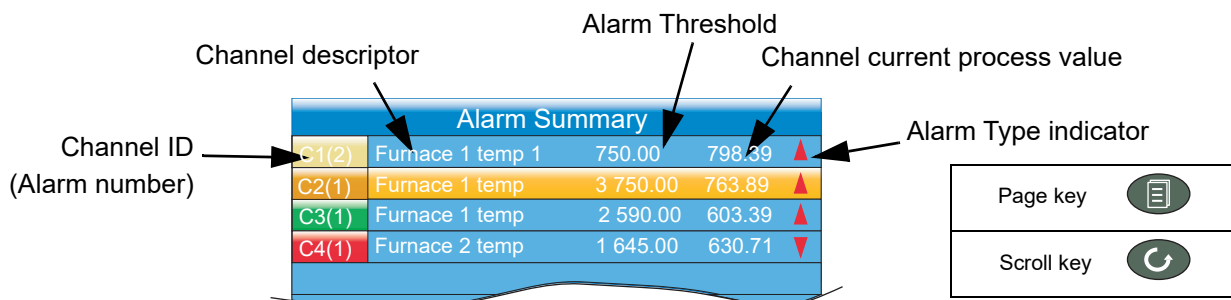 Alarm Threshold
Channel descriptor
Channel current process value
Alarm Summary
Channel ID
(Alarm number)
Alarm Type indicator
C1(2) Furnace 1 temp 1 750.00 798.39
C2(1) Furnace 1 temp 3 750.00 763.89
C3(1) Furnace 1 temp 2 590.00 603.39
C4(1) Furnace 2 temp 1 645.00 630.71
Page key
Scroll key